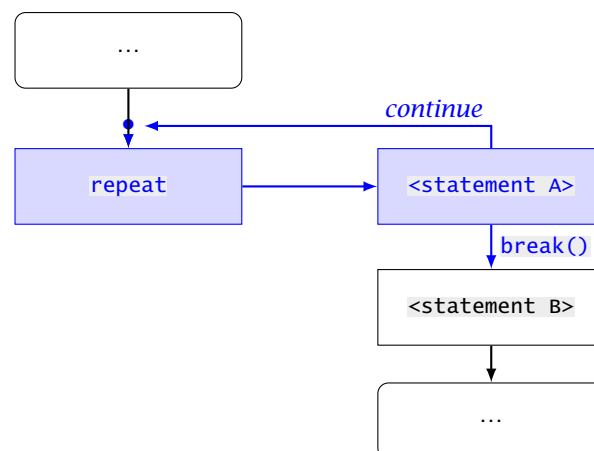 ...
continue
repeat
<statement A>
break()
<statement B>
...